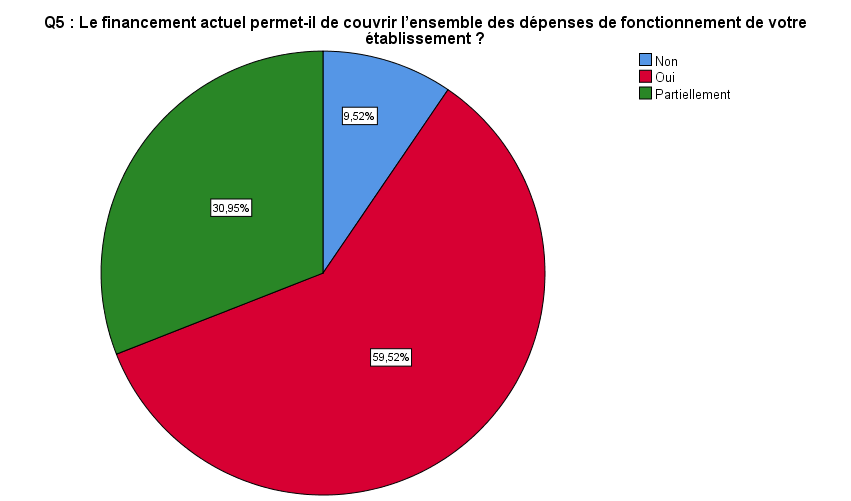 Q5 : Le financement actuel permet-il de couvrir l’ensemble des dépenses de fonctionnement de votre
établissement ?
Non
Oui
Partiellement
9,52%
30,95%
59,52%